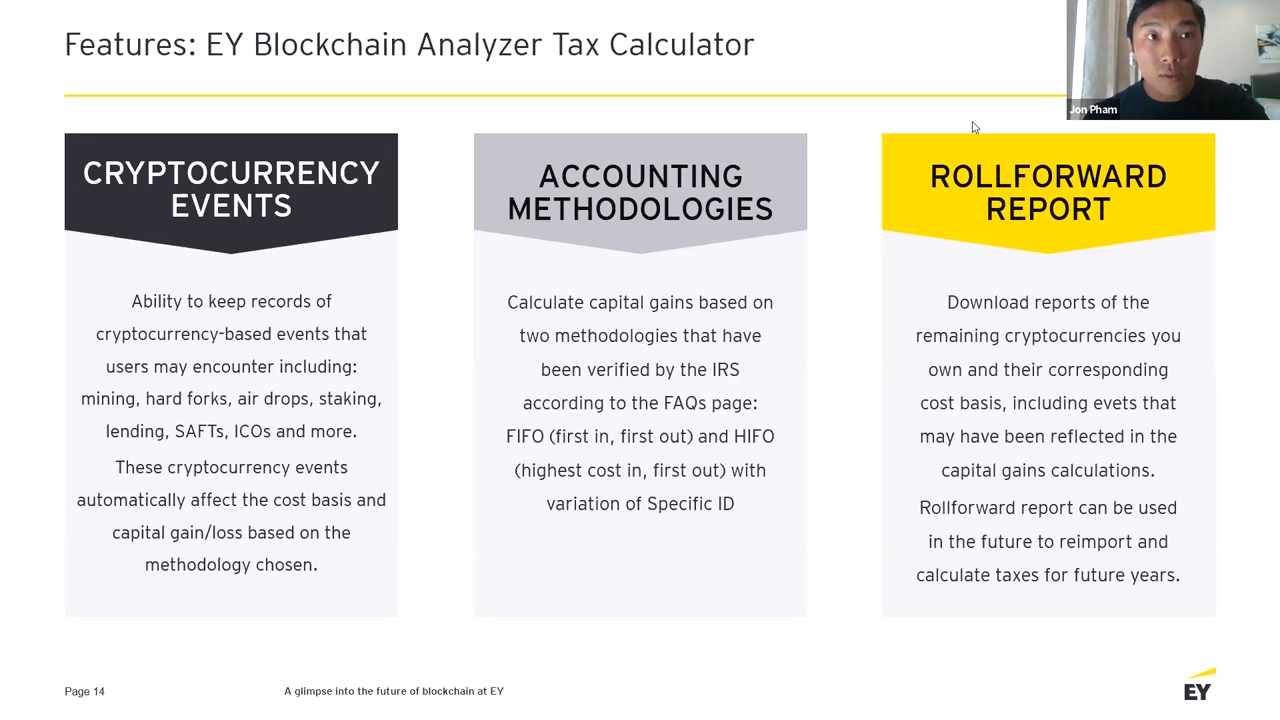 Features: EY Blockchain Analyzer Tax Calculator
Jon Pham
CRYPTOCURRENCY
EVENTS
Ability to keep records of
cryptocurrency-based events that
users may encounter including:
mining, hard forks, air drops, staking,
lending, SAFTs, ICOs and more.
These cryptocurrency events
automatically affect the cost basis and
capital gain/loss based on the
methodology chosen.
ACCOUNTING
METHODOLOGIES
Calculate capital gains based on
two methodologies that have
been verified by the IRS
according to the FAQs page:
FIFO (first in, first out) and HIFO
(highest cost in, first out) with
variation of Specific ID
ROLLFORWARD
REPORT
Download reports of the
remaining cryptocurrencies you
own and their corresponding
cost basis, including evets that
may have been reflected in the
capital gains calculations.
Rollforward report can be used
in the future to reimport and
calculate taxes for future years.
Page 14
A glimpse into the future of blockchain at EY
EY